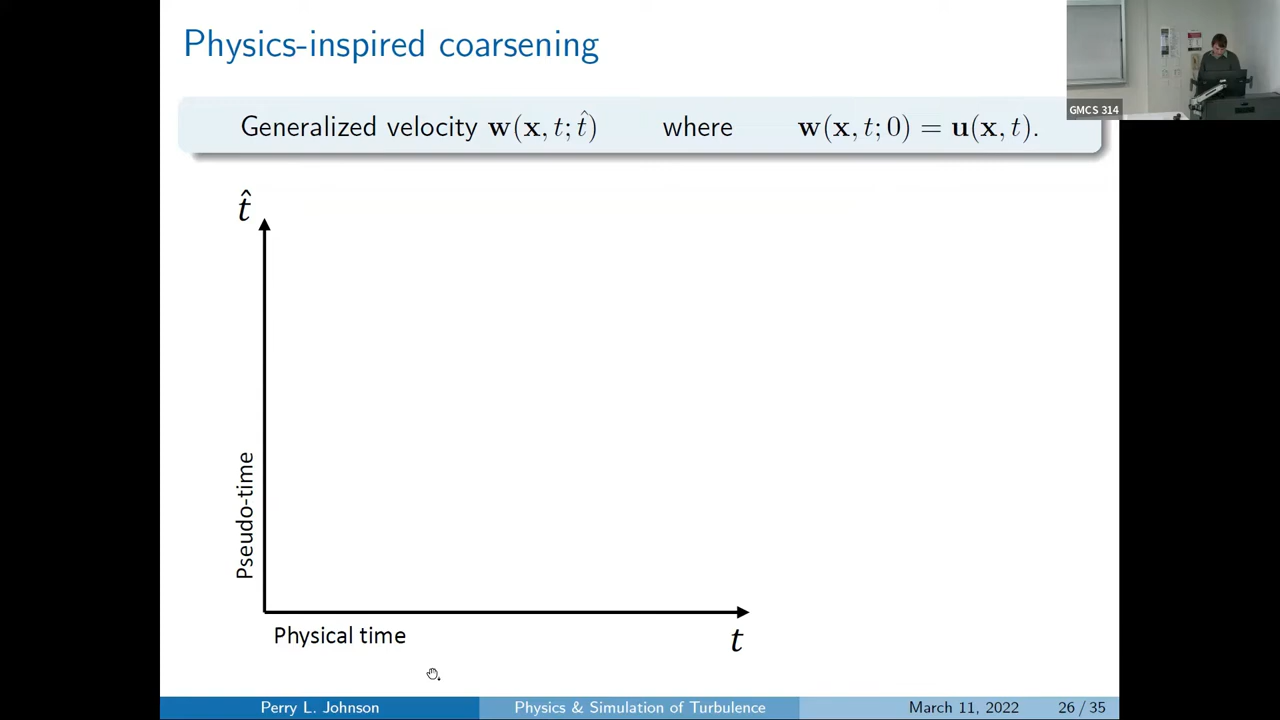 Physics-inspired coarsening
GMCS 314
Generalized velocity w(x, t; t̂) where w(x, t; 0) = u(x, t).
t̂
Pseudo-time
Physical time
t
Perry L. Johnson Physics & Simulation of Turbulence March 11, 2022 26 / 35